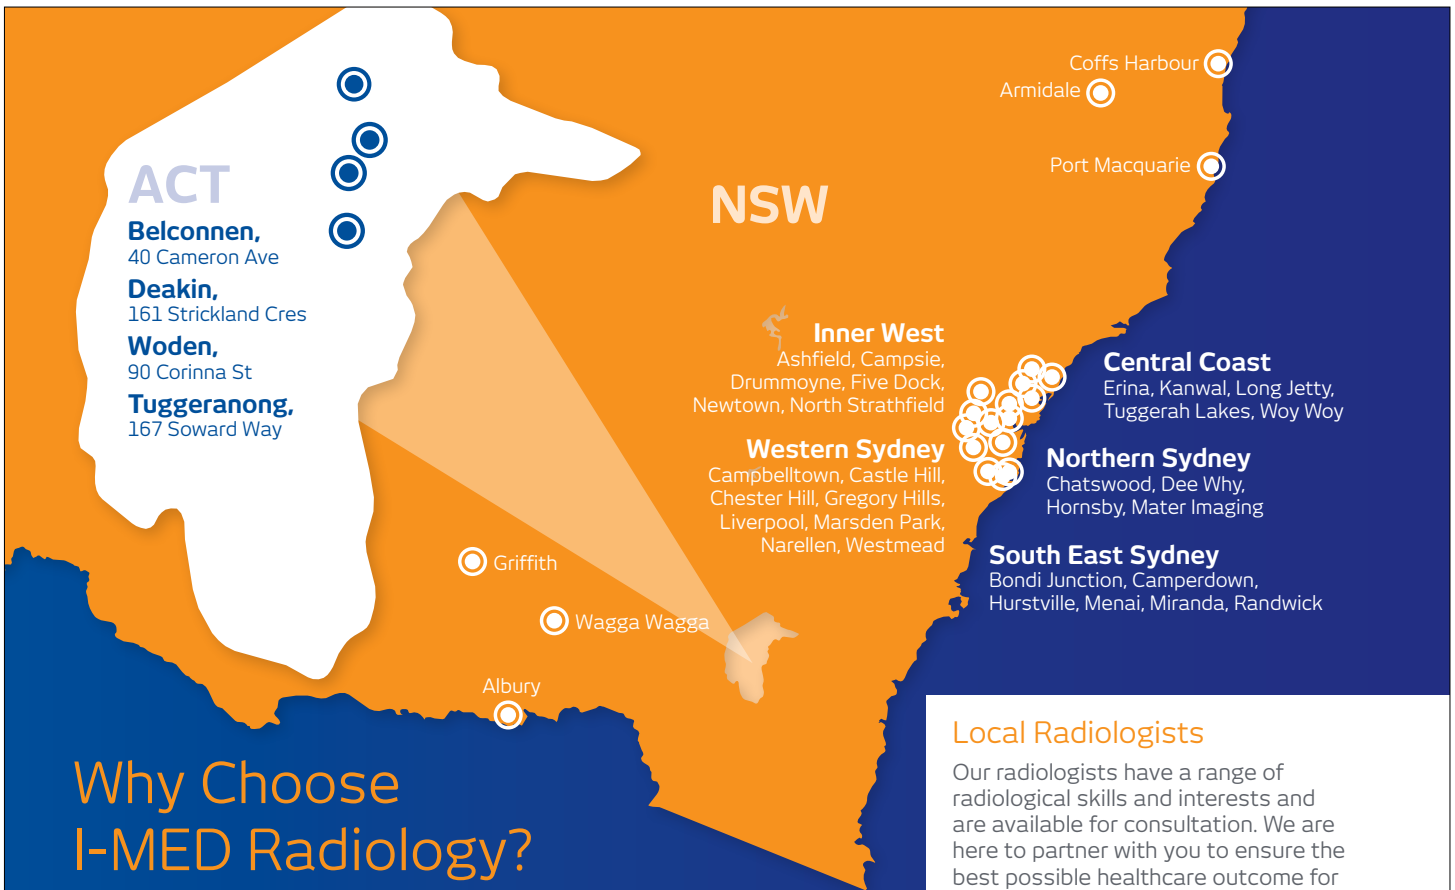 ACT
Belconnen,
40 Cameron Ave
Deakin,
161 Strickland Cres
Woden,
90 Corinna St
Tuggeranong,
167 Soward Way
NSW
Coffs Harbour
Armidale
Port Macquarie
Inner West
Ashfield, Campsie,
Drummoyne, Five Dock,
Newtown, North Strathfield
Western Sydney
Campbelltown, Castle Hill,
Chester Hill, Gregory Hills,
Liverpool, Marsden Park,
Narellen, Westmead
Central Coast
Erina, Kanwal, Long Jetty,
Tuggerah Lakes, Woy Woy
Northern Sydney
Chatswood, Dee Why,
Hornsby, Mater Imaging
South East Sydney
Bondi Junction, Camperdown,
Hurstville, Menai, Miranda, Randwick
Griffith
Wagga Wagga
Albury
Why Choose
I-MED Radiology?
Local Radiologists
Our radiologists have a range of
radiological skills and interests and
are available for consultation. We are
here to partner with you to ensure the
best possible healthcare outcome for